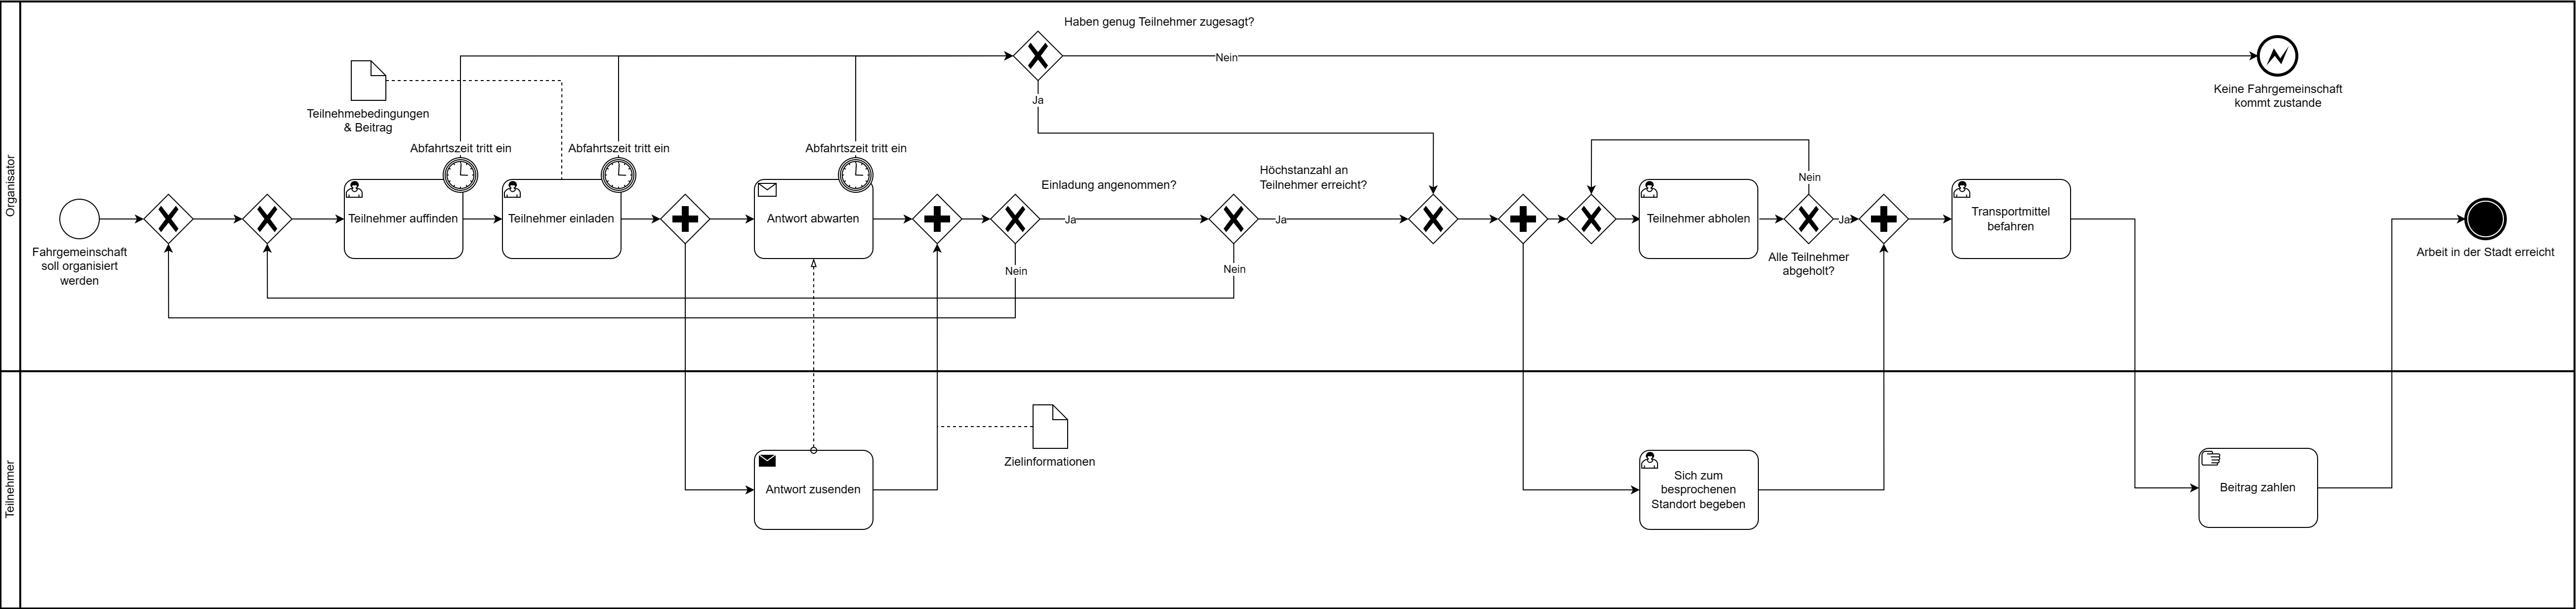 Organisator
Haben genug Teilnehmer zugesagt?
Nein
Ja
Keine Fahrgemeinschaft
kommt zustande
Teilnehmebedingungen
& Beitrag
Abfahrtszeit tritt ein
Abfahrtszeit tritt ein
Abfahrtszeit tritt ein
Fahrgemeinschaft
soll organisiert
werden
Teilnehmer auffinden
Teilnehmer einladen
Antwort abwarten
Einladung angenommen?
Ja
Nein
Höchstanzahl an
Teilnehmer erreicht?
Ja
Nein
Teilnehmer abholen
Nein
Ja
Alle Teilnehmer
abgeholt?
Transportmittel
befahren
Arbeit in der Stadt erreicht
Teilnehmer
Antwort zusenden
Zielinformationen
Sich zum
besprochenen
Standort begeben
Beitrag zahlen